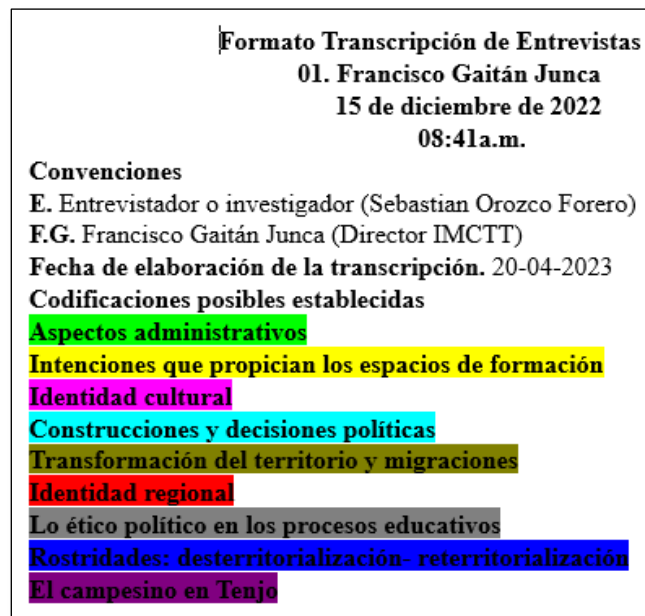 Formato Transcripción de Entrevistas
01. Francisco Gaitán Junca
15 de diciembre de 2022
08:41a.m.
Convenciones
E. Entrevistador o investigador (Sebastian Orozco Forero)
F.G. Francisco Gaitán Junca (Director IMCTT)
Fecha de elaboración de la transcripción. 20-04-2023
Codificaciones posibles establecidas
Aspectos administrativos
Intenciones que propician los espacios de formación
Identidad cultural
Construcciones y decisiones políticas
Transformación del territorio y migraciones
Identidad regional
Lo ético político en los procesos educativos
Rostridades: desterritorialización- reterritorialización
El campesino en Tenjo